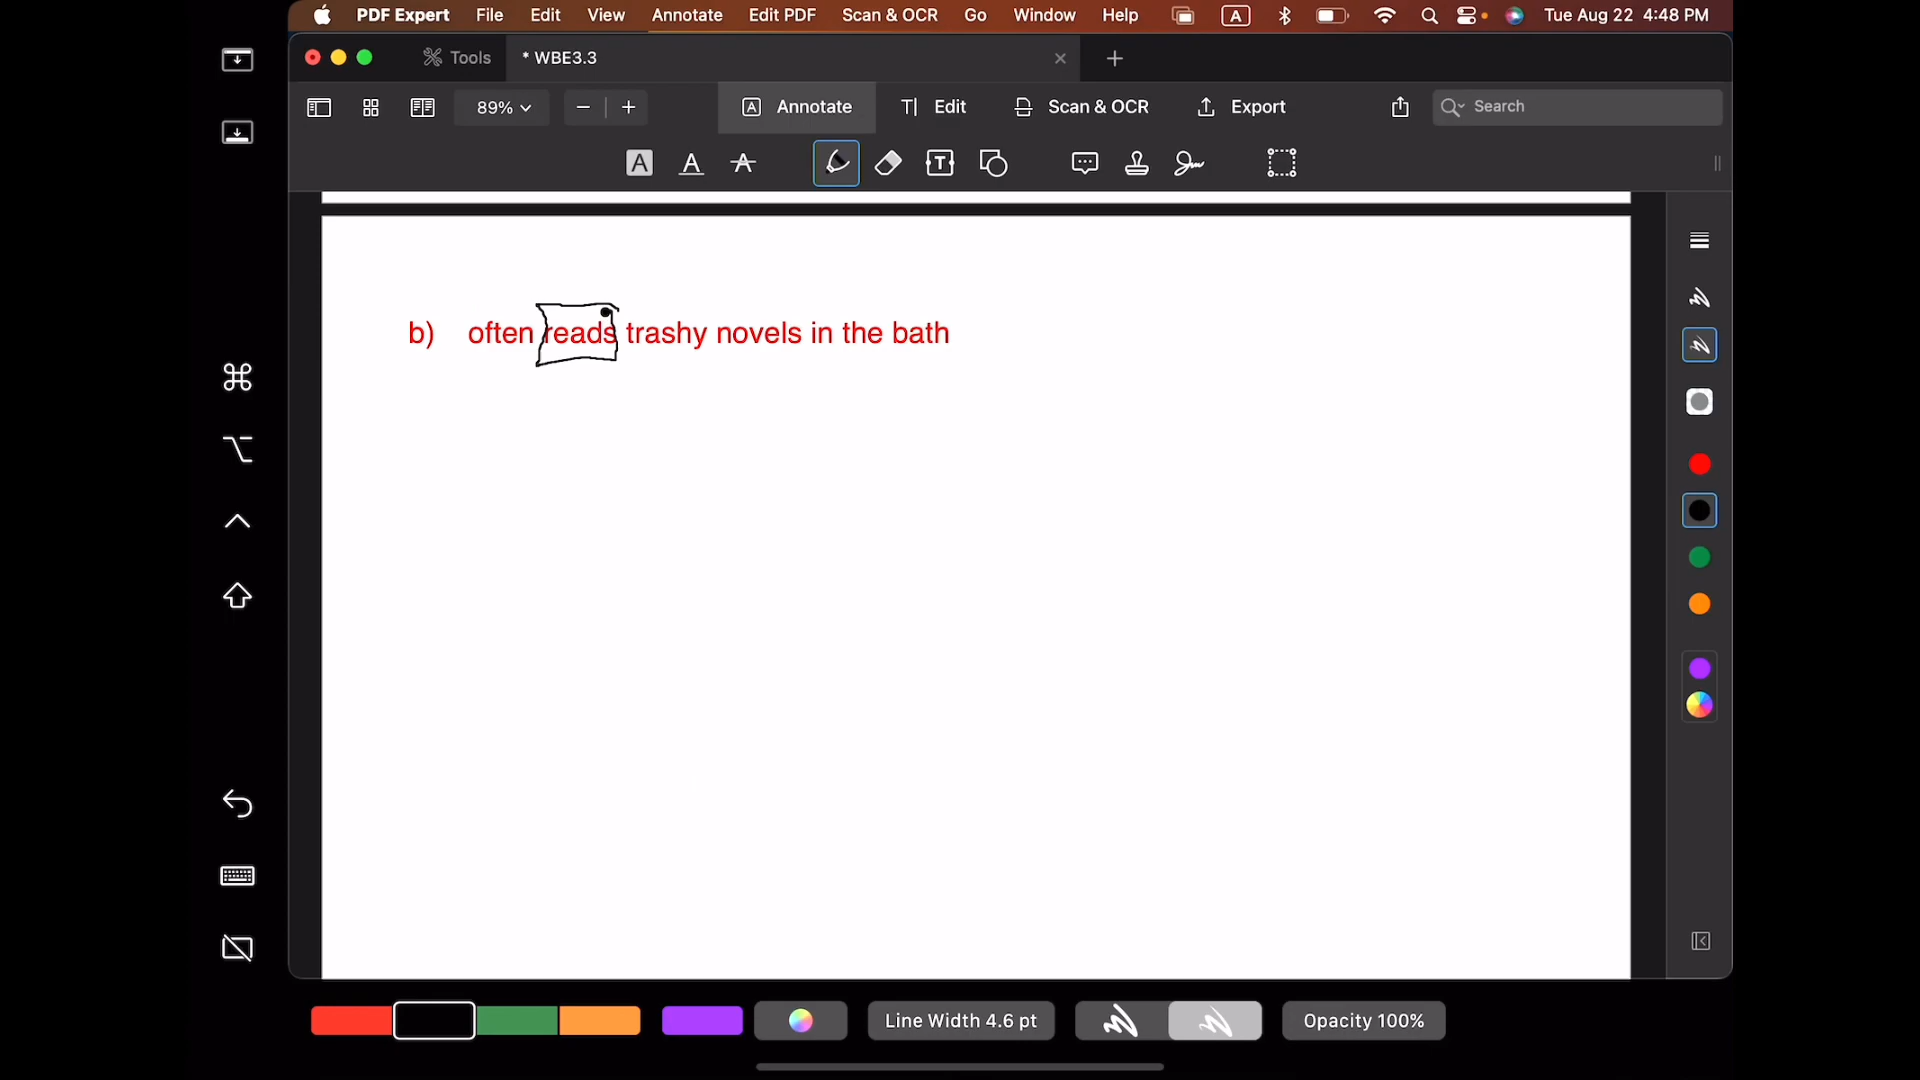 PDF Expert File Edit View Annotate Edit PDF Scan & OCR Go Window Help A Tue Aug 22 4:48 PM
Tools * WBE3.3
89% Annotate Edit Scan & OCR Export Search
b) often reads trashy novels in the bath
Line Width 4.6 pt Opacity 100%